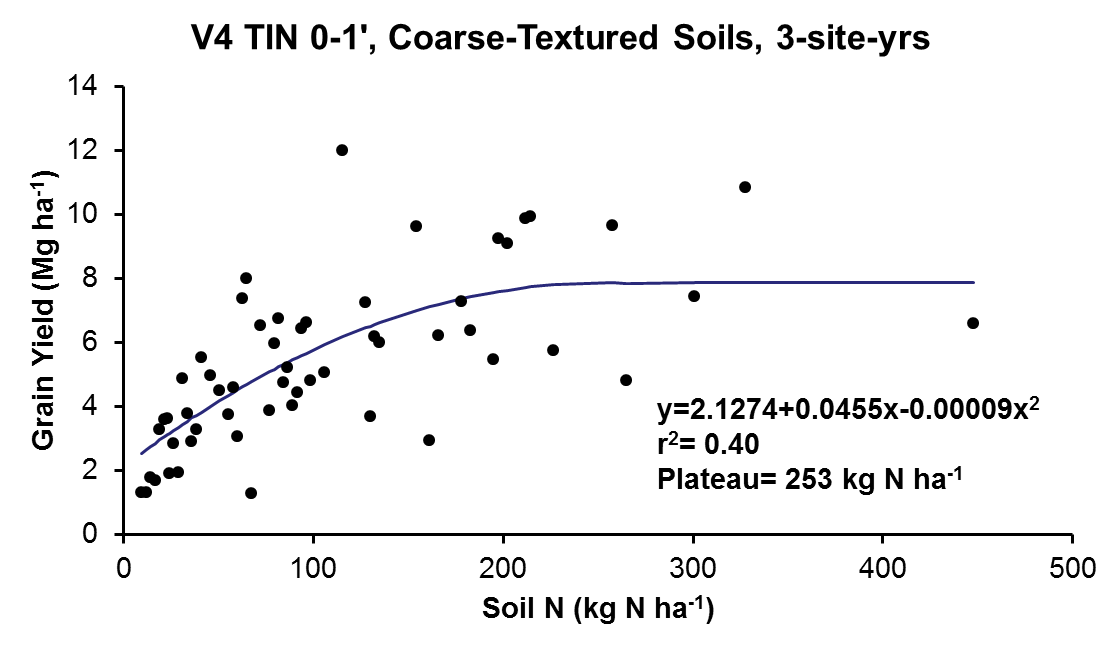 V4 TIN 0-1', Coarse-Textured Soils, 3-site-yrs
14
12
10
8
6
4
2
0
Grain Yield (Mg ha⁻¹)
y=2.1274+0.0455x-0.00009x²
r²= 0.40
Plateau= 253 kg N ha⁻¹
0 100 200 300 400 500
Soil N (kg N ha⁻¹)